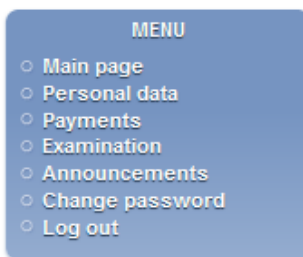 MENU
Main page
Personal data
Payments
Examination
Announcements
Change password
Log out